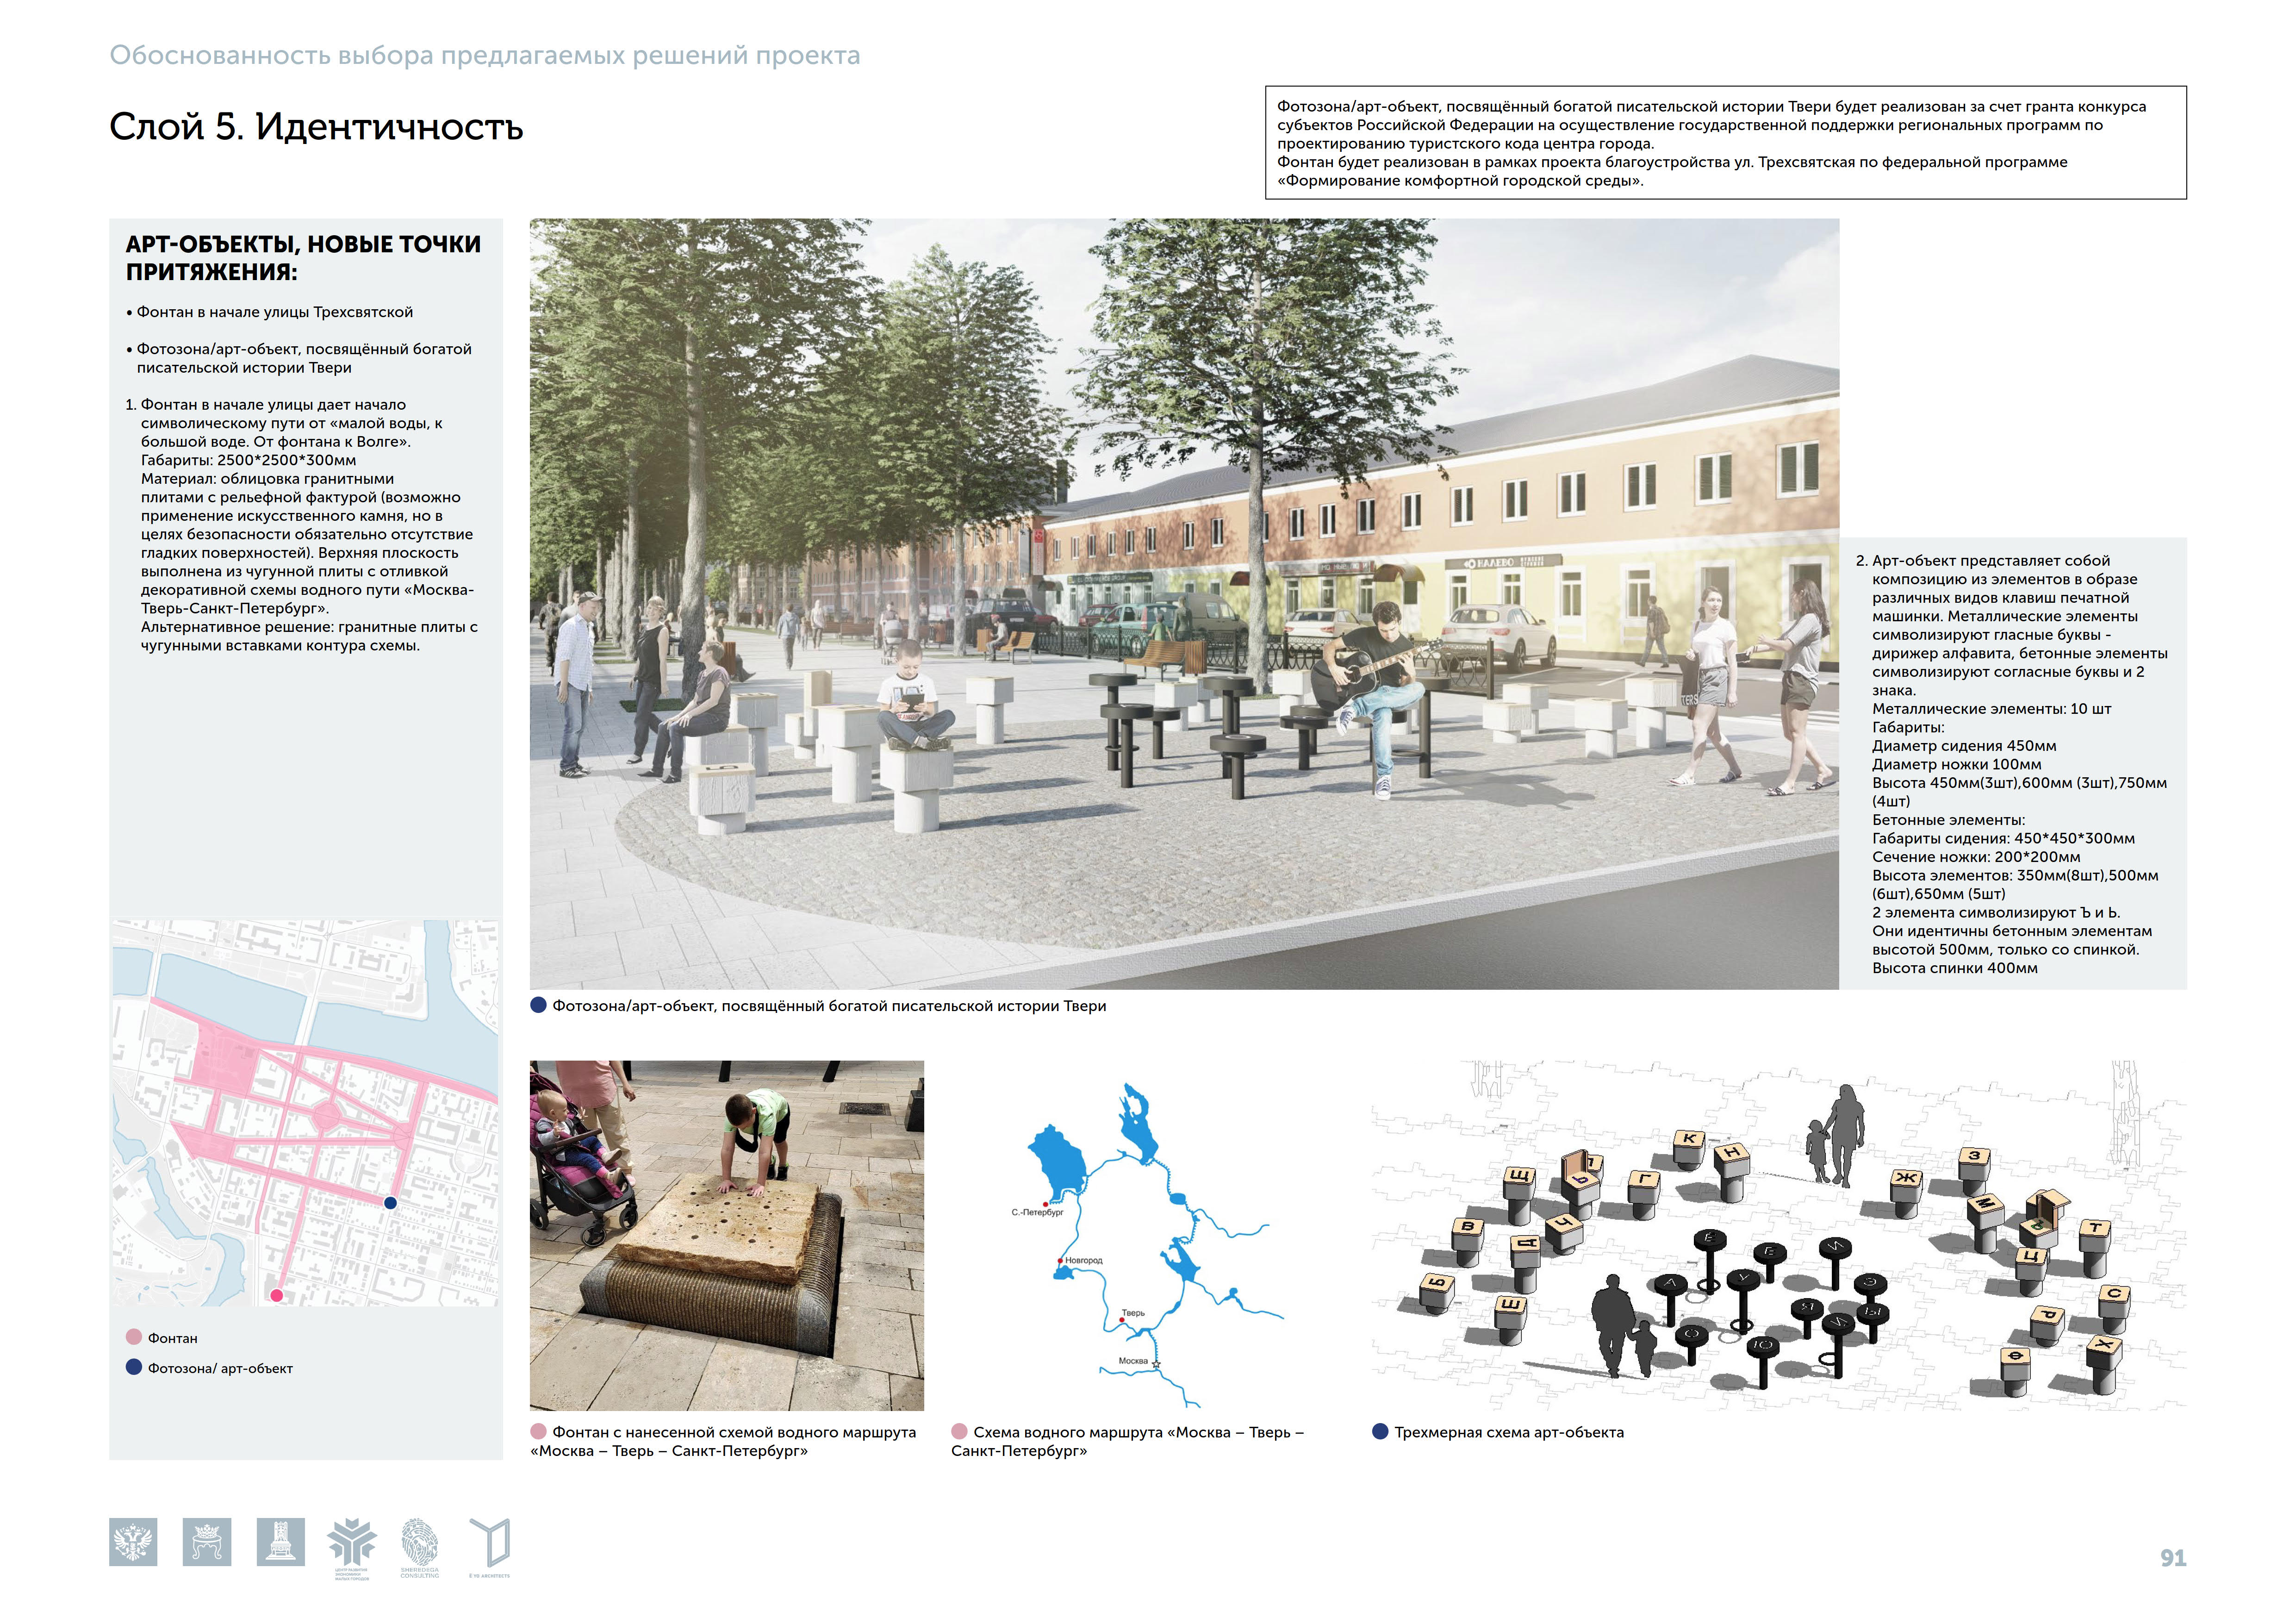 Обоснованность выбора предлагаемых решений проекта
Слой 5. Идентичность
Фотозона/арт-объект, посвящённый богатой писательской истории Твери будет реализован за счет гранта конкурса
субъектов Российской Федерации на осуществление государственной поддержки региональных программ по
проектированию туристского кода центра города.
Фонтан будет реализован в рамках проекта благоустройства ул. Трехсвятская по федеральной программе
«Формирование комфортной городской среды».
АРТ-ОБЪЕКТЫ, НОВЫЕ ТОЧКИ
ПРИТЯЖЕНИЯ:
• Фонтан в начале улицы Трехсвятской
• Фотозона/арт-объект, посвящённый богатой
писательской истории Твери
1. Фонтан в начале улицы дает начало
символическому пути от «малой воды, к
большой воде. От фонтана к Волге».
Габариты: 2500*2500*300мм
Материал: облицовка гранитными
плитами с рельефной фактурой (возможно
применение искусственного камня, но в
целях безопасности обязательно отсутствие
гладких поверхностей). Верхняя плоскость
выполнена из чугунной плиты с отливкой
декоративной схемы водного пути «Москва-
Тверь-Санкт-Петербург».
Альтернативное решение: гранитные плиты с
чугунными вставками контура схемы.
Фонтан
Фотозона/ арт-объект
НАЛЕВО
2. Арт-объект представляет собой
композицию из элементов в образе
различных видов клавиш печатной
машинки. Металлические элементы
символизируют гласные буквы -
дирижер алфавита, бетонные элементы
символизируют согласные буквы и 2
знака.
Металлические элементы: 10 шт
Габариты:
Диаметр сидения 450мм
Диаметр ножки 100мм
Высота 450мм(3шт),600мм (3шт),750мм
(4шт)
Бетонные элементы:
Габариты сидения: 450*450*300мм
Сечение ножки: 200*200мм
Высота элементов: 350мм(8шт),500мм
(6шт),650мм (5шт)
2 элемента символизируют Ъ и Ь.
Они идентичны бетонным элементам
высотой 500мм, только со спинкой.
Высота спинки 400мм
Фотозона/арт-объект, посвящённый богатой писательской истории Твери
С.-Петербург
Новгород
Тверь
Москва
К
Н
З
Щ
Г
Ж
М
В
Ч
Д
Т
Ц
Б
Ш
С
Р
Ф
Х
Ё
Е
И
А
У
Э
Я
Ы
О
Ю
Фонтан с нанесенной схемой водного маршрута
«Москва – Тверь – Санкт-Петербург»
Схема водного маршрута «Москва – Тверь –
Санкт-Петербург»
Трехмерная схема арт-объекта
ЦЕНТР РАЗВИТИЯ
ЭКОНОМИКИ
МАЛЫХ ГОРОДОВ
SHERRDEGA
CONSULTING
91